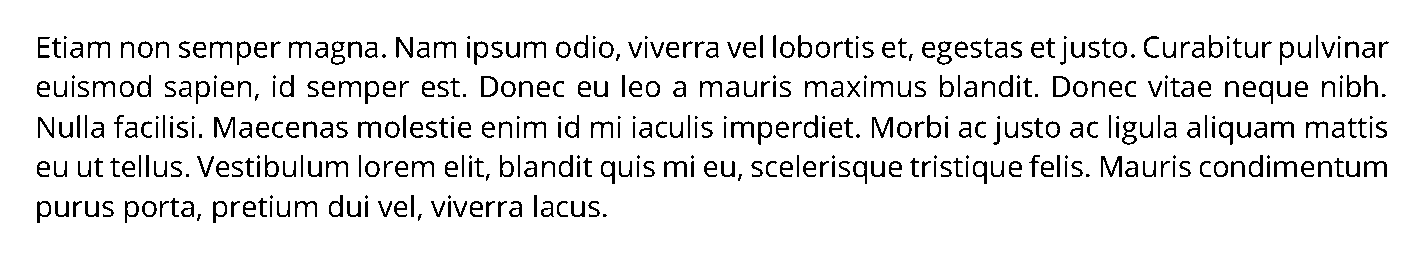 Etiam non semper magna. Nam ipsum odio, viverra vel lobortis et, egestas et justo. Curabitur pulvinar
euismod sapien, id semper est. Donec eu leo a mauris maximus blandit. Donec vitae neque nibh.
Nulla facilisi. Maecenas molestie enim id mi iaculis imperdiet. Morbi ac justo ac ligula aliquam mattis
eu ut tellus. Vestibulum lorem elit, blandit quis mi eu, scelerisque tristique felis. Mauris condimentum
purus porta, pretium dui vel, viverra lacus.